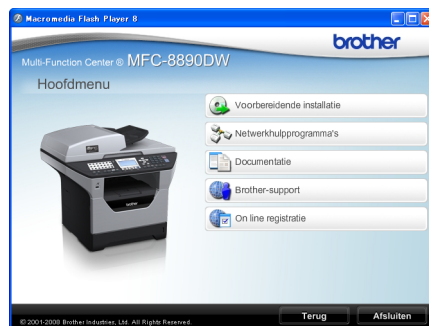 Macromedia Flash Player 8
brother
Multi-Function Center ® MFC-8890DW
Hoofdmenu
Voorbereidende installatie
Netwerkhulpprogramma's
Documentatie
Brother-support
On line registratie
Terug
Afsluiten
© 2001-2008 Brother Industries, Ltd. All Rights Reserved.